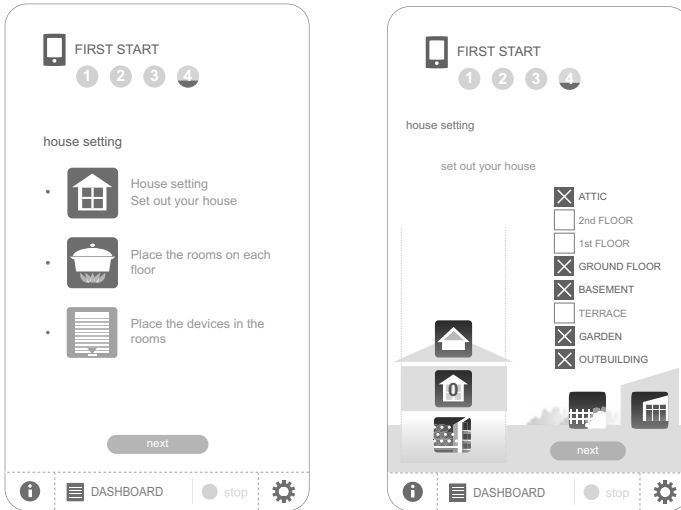 FIRST START
1 2 3 4
house setting
House setting
Set out your house
Place the rooms on each
floor
Place the devices in the
rooms
next
DASHBOARD
stop
FIRST START
1 2 3 4
house setting
set out your house
ATTIC
2nd FLOOR
1st FLOOR
GROUND FLOOR
BASEMENT
TERRACE
GARDEN
OUTBUILDING
0
next
DASHBOARD
stop